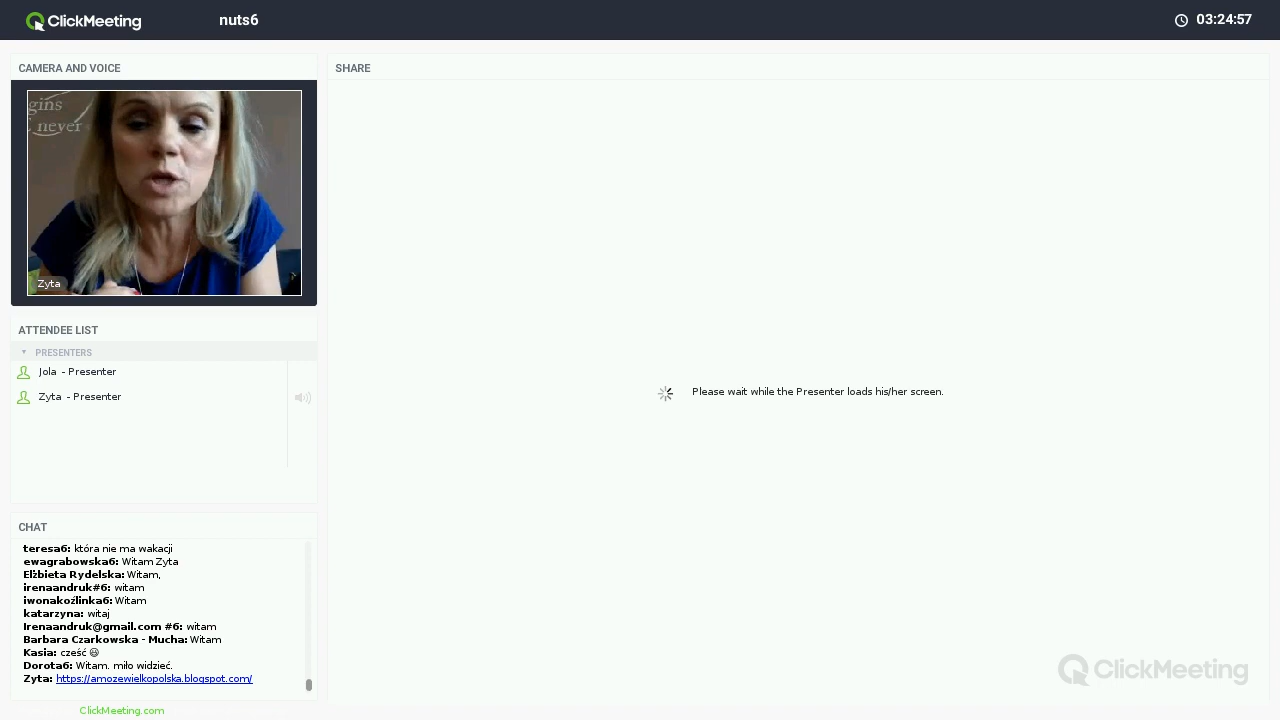 ClickMeeting
nuts6
03:24:57
CAMERA AND VOICE
SHARE
gins
never
Zyta
ATTENDEE LIST
PRESENTERS
Jola - Presenter
Zyta - Presenter
Please wait while the Presenter loads his/her screen.
CHAT
teresa6: która nie ma wakacji
ewagrabowska6: Witam Zyta
Elżbieta Rydelska: Witam,
irenaandruk#6: witam
iwonakoźlinka6: Witam
katarzyna: witaj
Irenaandruk@gmail.com #6: witam
Barbara Czarkowska - Mucha: Witam
Kasia: cześć 😃
Dorota6: Witam. miło widzieć.
Zyta: https://amozewielkopolska.blogspot.com/
ClickMeeting
ClickMeeting.com